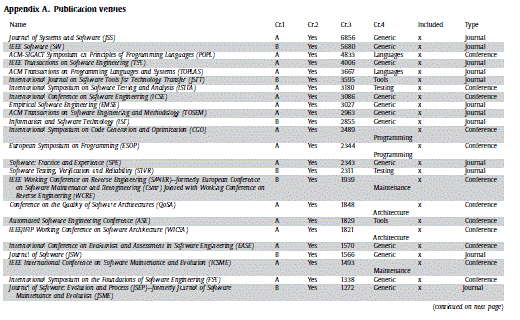 Appendix A. Publication venues
Name Cr.1 Cr.2 Cr.3 Cr.4 Included Type
Journal of Systems and Software (JSS) A Yes 6856 Generic x Journal
IEEE Software (SW) B Yes 5680 Generic x Journal
ACM-SIGACT Symposium on Principles of Programming Languages (POPL) A Yes 4833 Languages x Conference
IEEE Transactions on Software Engineering (TSE) A Yes 4006 Generic x Journal
ACM Transactions on Programming Languages and Systems (TOPLAS) A Yes 3667 Languages x Journal
International Journal on Software Tools for Technology Transfer (JSTT) B Yes 3505 Tools x Journal
International Symposium on Software Testing and Analysis (ISSTA) A Yes 3180 Testing x Conference
International Conference on Software Engineering (ICSE) A Yes 3086 Generic x Conference
Empirical Software Engineering (EMSE) A Yes 3027 Generic x Journal
ACM Transactions on Software Engineering and Methodology (TOSEM) A Yes 2963 Generic x Journal
Information and Software Technology (IST) B Yes 2855 Generic x Journal
International Symposium on Code Generation and Optimization (CGO) A Yes 2489 x Conference
Programming
European Symposium on Programming (ESOP) A Yes 2344 x Conference
Programming
Software: Practice and Experience (SPE) A Yes 2343 Generic x Journal
Software Testing, Verification and Reliability (STVR) B Yes 2311 Testing x Journal
IEEE Working Conference on Reverse Engineering (SANER)—formerly European Conference B Yes 1939 x Conference
on Software Maintenance and Reengineering (CSMR) joined with Working Conference on Maintenance
Reverse Engineering (WCRE)
Conference on the Quality of Software Architectures (QoSA) A Yes 1848 x Conference
Architecture
Automated Software Engineering Conference (ASE) A Yes 1829 Tools x Conference
IEEE/IFIP Working Conference on Software Architecture (WICSA) A Yes 1821 x Conference
Architecture
International Conference on Evaluation and Assessment in Software Engineering (EASE) A Yes 1570 Generic x Conference
Journal of Software (JSW) B Yes 1566 Generic x Journal
IEEE International Conference on Software Maintenance and Evolution (ICSME) A Yes 1493 x Conference
Maintenance
International Symposium on the Foundations of Software Engineering (FSE) A Yes 1338 Generic x Conference
Journal of Software: Evolution and Process (JSEP)—formerly Journal of Software B Yes 1272 Generic x Journal
Maintenance and Evolution (JSME)
(continued on next page)